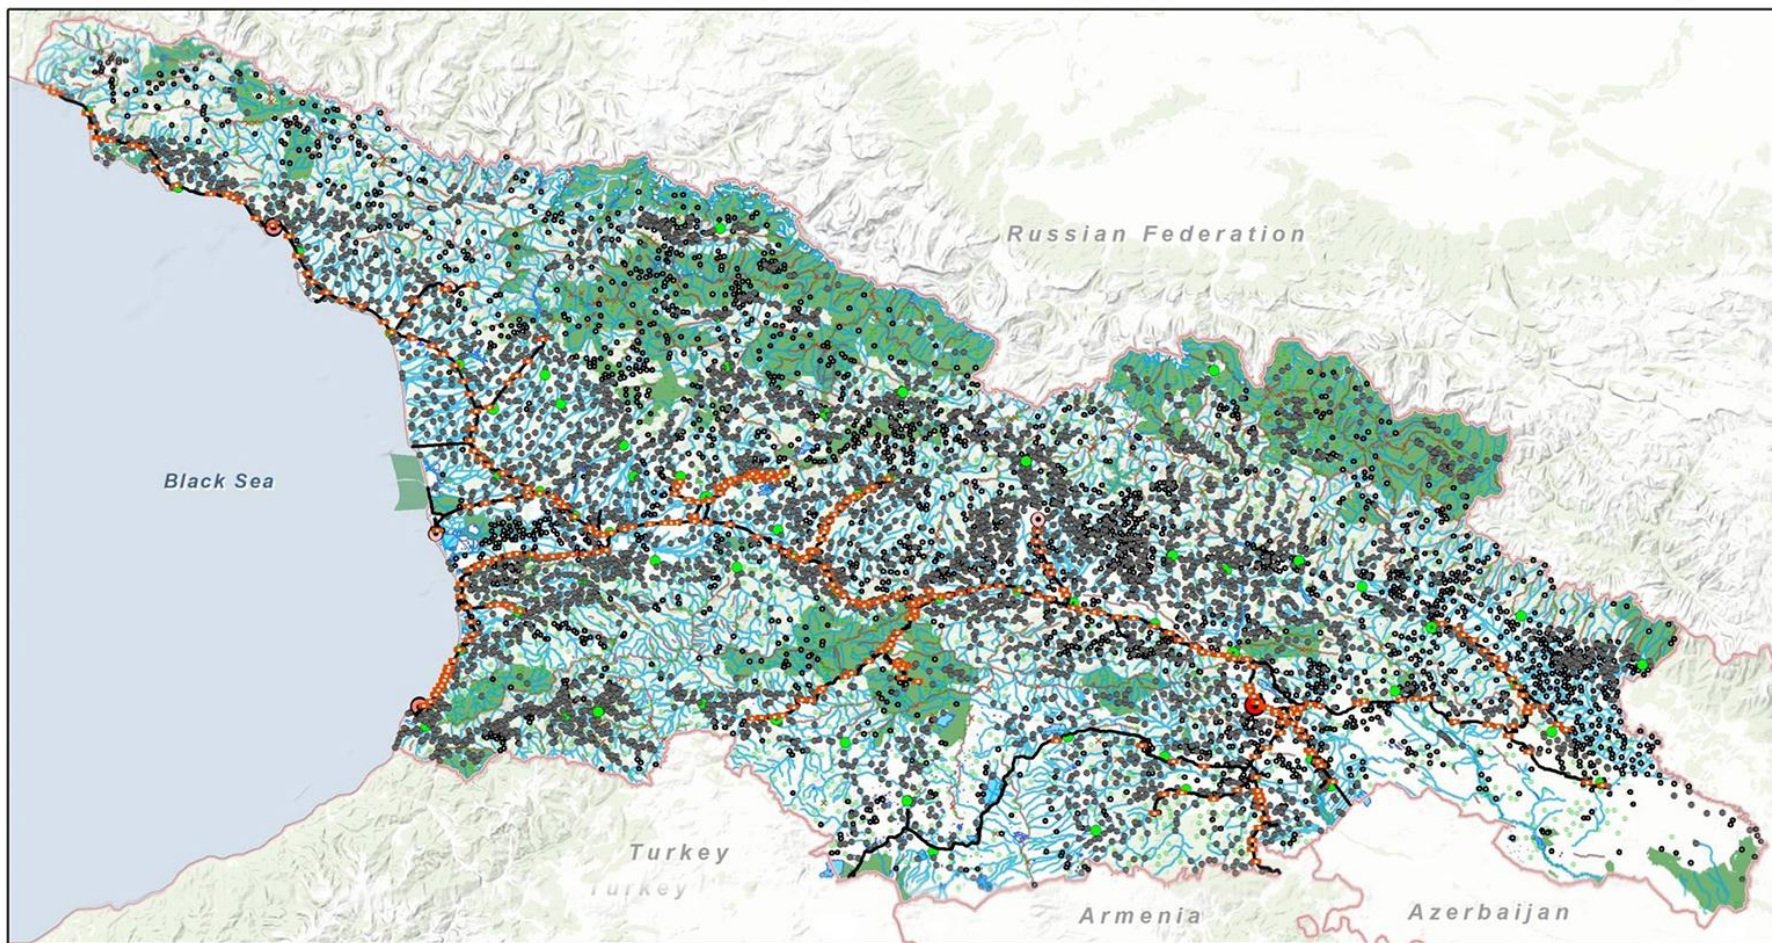 Russian Federation
Black Sea
Turkey
Turkey
Armenia
Azerbaijan